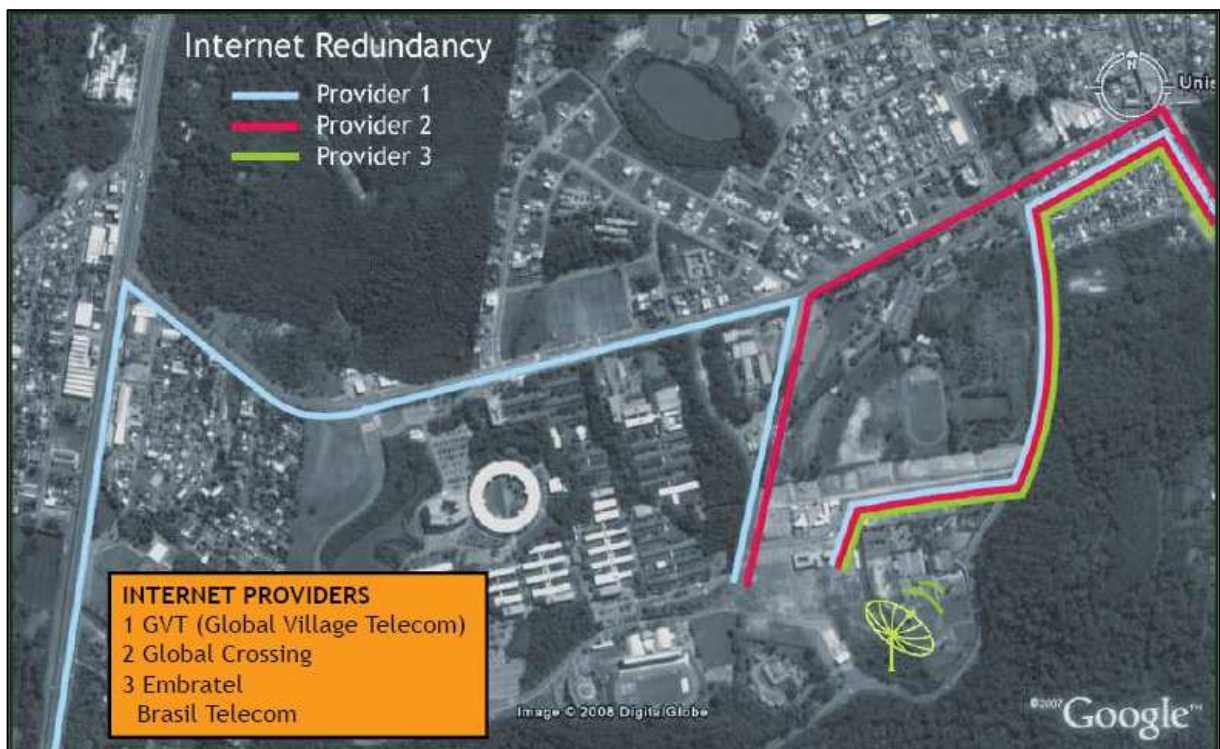 Internet Redundancy
Provider 1
Provider 2
Provider 3
N
Unis
INTERNET PROVIDERS
1 GVT (Global Village Telecom)
2 Global Crossing
3 Embratel
Brasil Telecom
Image © 2008 DigitalGlobe
©2007 Google™